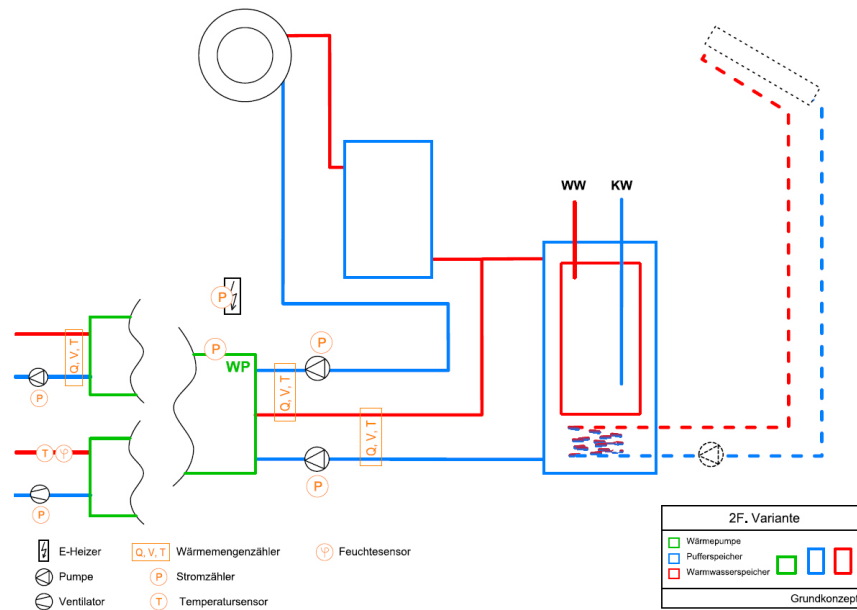 WW
KW
P
P
P
Q, V, T
WP
Q, V, T
P
Q, V, T
T
φ
P
P
E-Heizer
Q, V, T
Wärmemengenzähler
φ
Feuchtesensor
Pumpe
P
Stromzähler
Ventilator
T
Temperatursensor
2F. Variante
Wärmepumpe
Pufferspeicher
Warmwasserspeicher
Grundkonzept